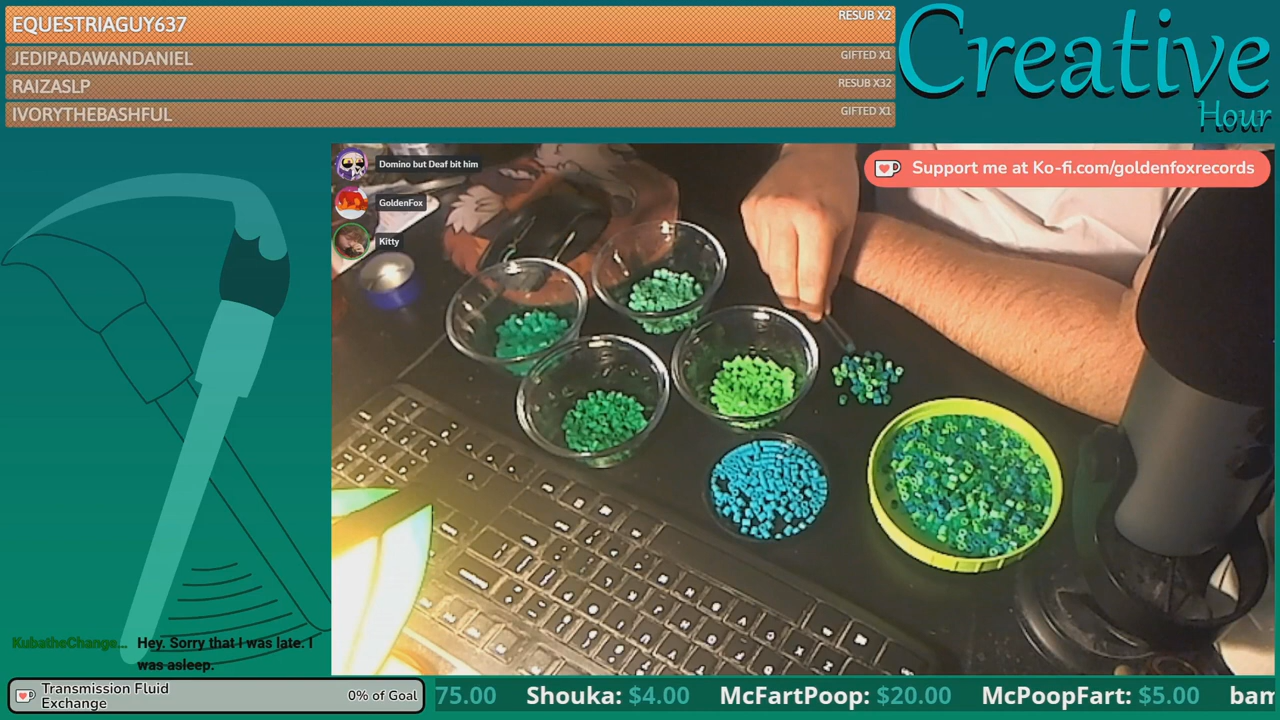 EQUESTRIAGUY637 RESUB X2
JEDIPADAWANDANIEL GIFTED X1
RAIZASLP RESUB X32
IVORYTHEBASHFUL GIFTED X1
Creative
Hour
Domino but Deaf bit him
GoldenFox
Kitty
Support me at Ko-fi.com/goldenfoxrecords
KubatheChange... Hey. Sorry that I was late. I
was asleep.
Transmission Fluid
Exchange
0% of Goal
75.00 Shouka: $4.00 McFartPoop: $20.00 McPoopFart: $5.00 bam